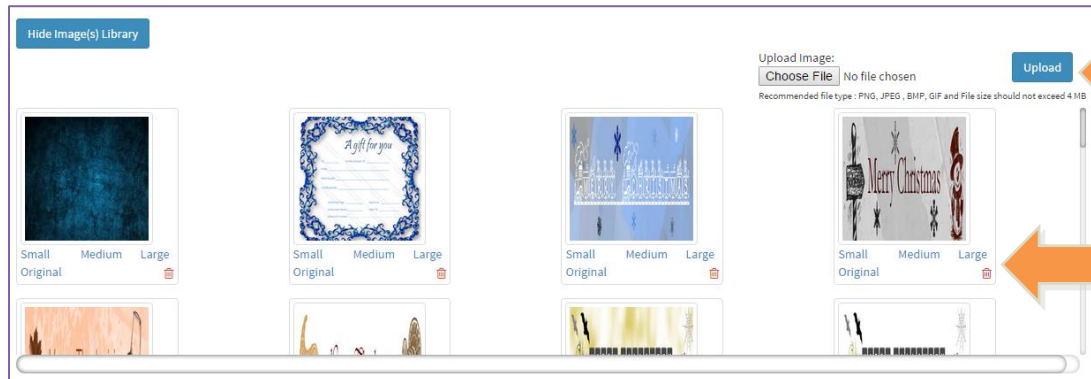 Hide Image(s) Library
Upload Image:
Choose File No file chosen
Upload
Recommended file type : PNG, JPEG , BMP, GIF and File size should not exceed 4 MB
A gift for you
Merry Christmas
Merry Christmas
Small Medium Large
Original
Small Medium Large
Original
Small Medium Large
Original
Small Medium Large
Original